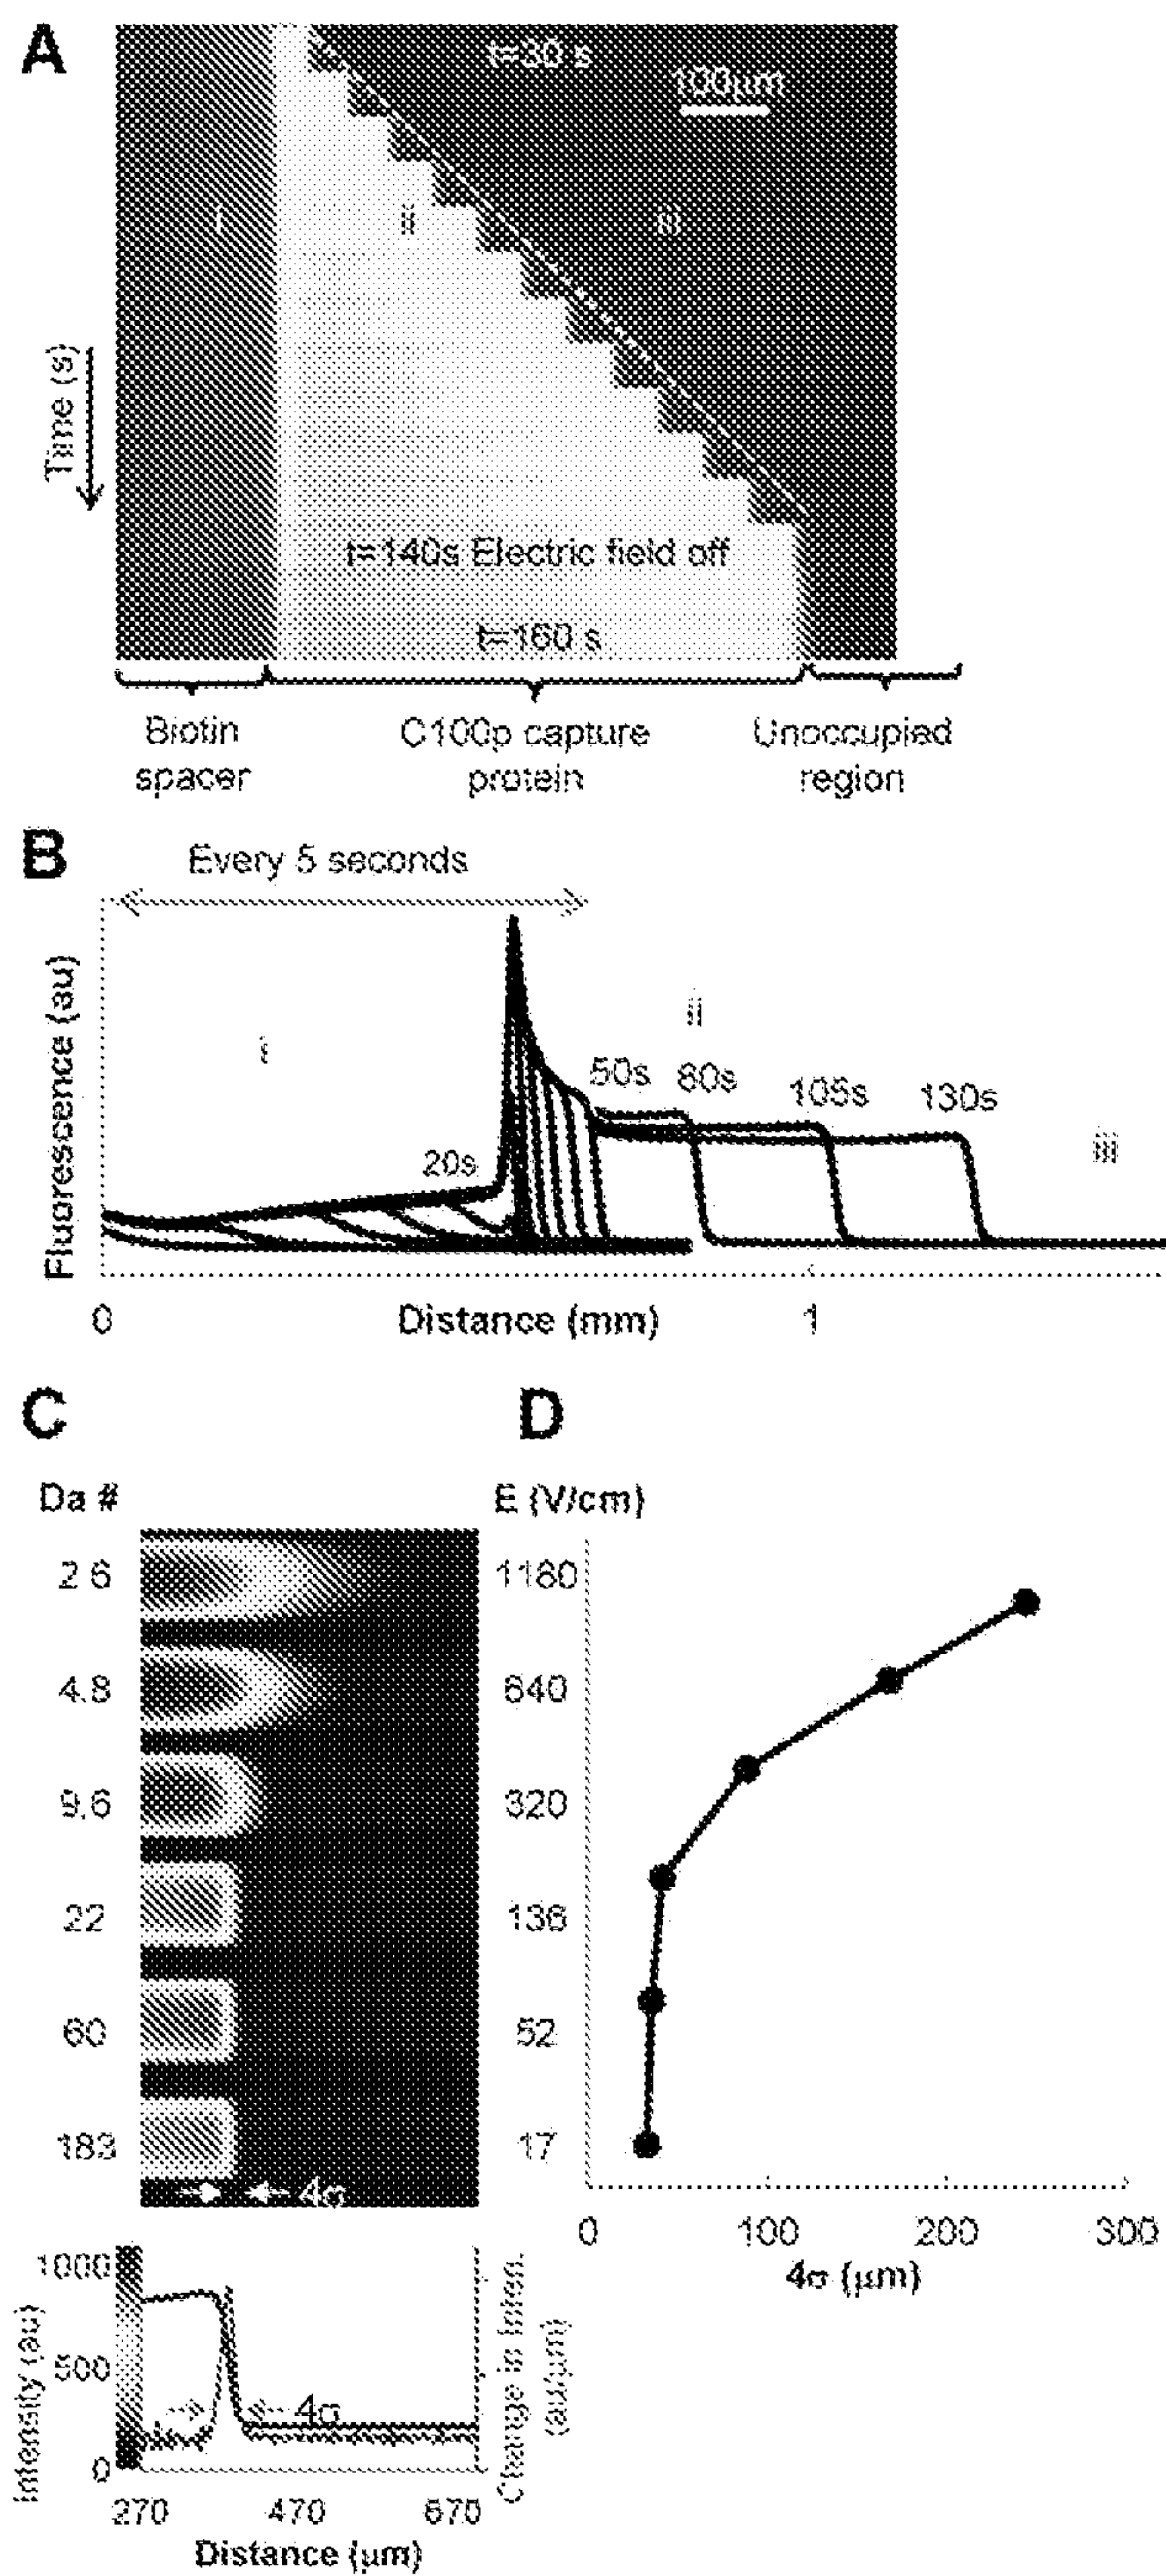 A
t=30 s
100μm
i
ii
iii
Time (s)
t=140s Electric field off
t=160 s
Biotin
spacer
C100p capture
protein
Unoccupied
region
B
Every 5 seconds
Fluorescence (au)
i
ii
iii
20s
50s
80s
105s
130s
0
1
Distance (mm)
C
Da #
2.6
4.8
9.6
22
60
183
4σ
1000
500
0
Intensity (au)
4σ
Change in Inten.
(au/μm)
270
470
670
Distance (μm)
D
E (V/cm)
1180
640
320
136
52
17
0
100
200
300
4σ (μm)